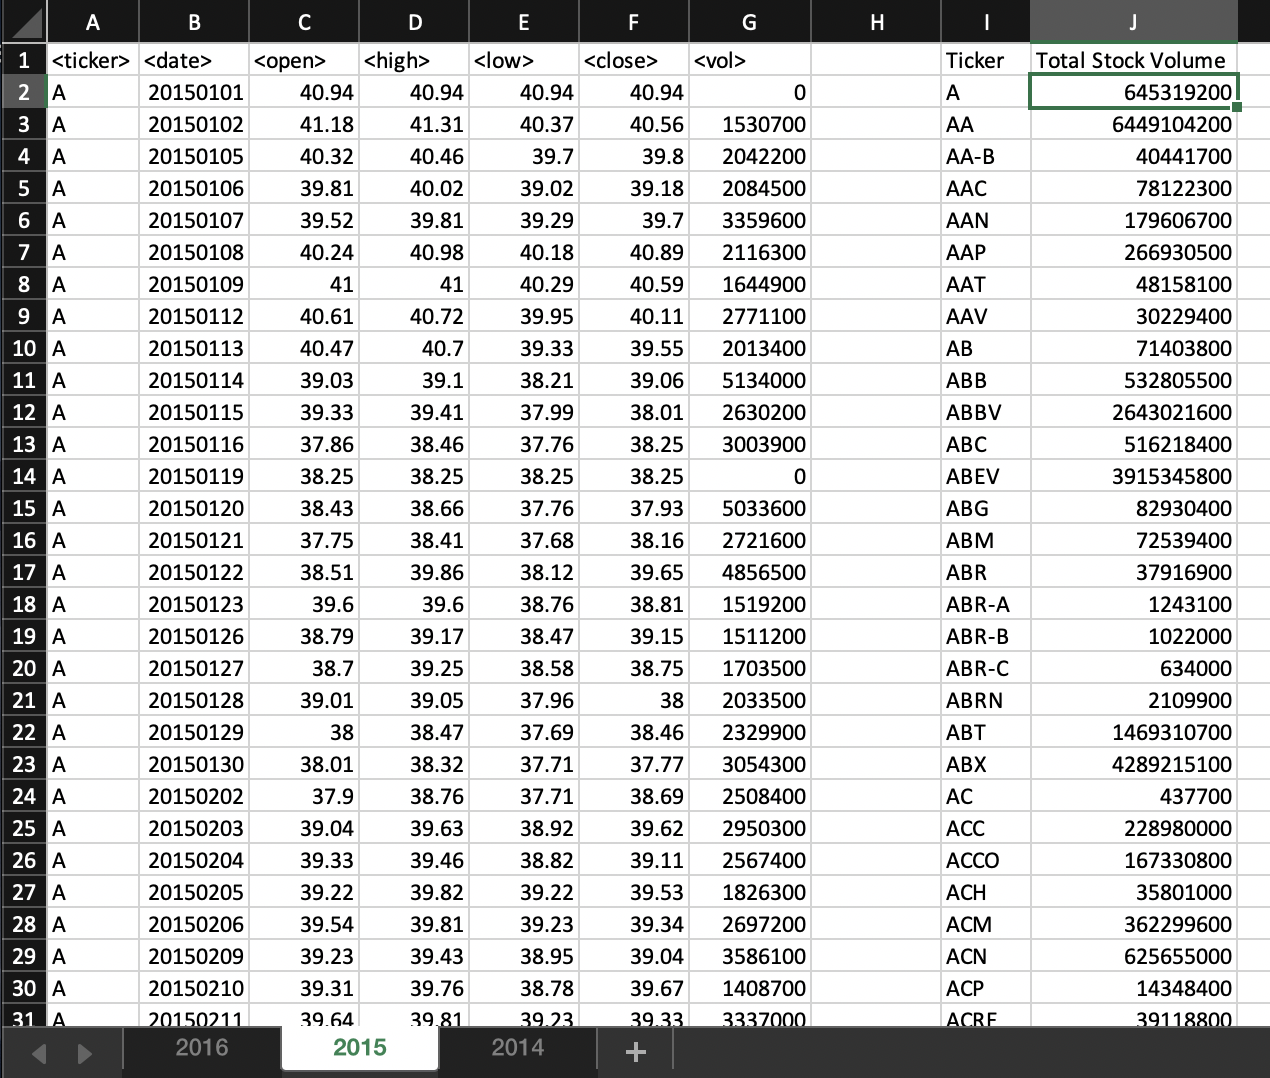 A B C D E F G H I J
1 <ticker> <date> <open> <high> <low> <close> <vol> Ticker Total Stock Volume
2 A 20150101 40.94 40.94 40.94 40.94 0 A 645319200
3 A 20150102 41.18 41.31 40.37 40.56 1530700 AA 6449104200
4 A 20150105 40.32 40.46 39.7 39.8 2042200 AA-B 40441700
5 A 20150106 39.81 40.02 39.02 39.18 2084500 AAC 78122300
6 A 20150107 39.52 39.81 39.29 39.7 3359600 AAN 179606700
7 A 20150108 40.24 40.98 40.18 40.89 2116300 AAP 266930500
8 A 20150109 41 41 40.29 40.59 1644900 AAT 48158100
9 A 20150112 40.61 40.72 39.95 40.11 2771100 AAV 30229400
10 A 20150113 40.47 40.7 39.33 39.55 2013400 AB 71403800
11 A 20150114 39.03 39.1 38.21 39.06 5134000 ABB 532805500
12 A 20150115 39.33 39.41 37.99 38.01 2630200 ABBV 2643021600
13 A 20150116 37.86 38.46 37.76 38.25 3003900 ABC 516218400
14 A 20150119 38.25 38.25 38.25 38.25 0 ABEV 3915345800
15 A 20150120 38.43 38.66 37.76 37.93 5033600 ABG 82930400
16 A 20150121 37.75 38.41 37.68 38.16 2721600 ABM 72539400
17 A 20150122 38.51 39.86 38.12 39.65 4856500 ABR 37916900
18 A 20150123 39.6 39.6 38.76 38.81 1519200 ABR-A 1243100
19 A 20150126 38.79 39.17 38.47 39.15 1511200 ABR-B 1022000
20 A 20150127 38.7 39.25 38.58 38.75 1703500 ABR-C 634000
21 A 20150128 39.01 39.05 37.96 38 2033500 ABRN 2109900
22 A 20150129 38 38.47 37.69 38.46 2329900 ABT 1469310700
23 A 20150130 38.01 38.32 37.71 37.77 3054300 ABX 4289215100
24 A 20150202 37.9 38.76 37.71 38.69 2508400 AC 437700
25 A 20150203 39.04 39.63 38.92 39.62 2950300 ACC 228980000
26 A 20150204 39.33 39.46 38.82 39.11 2567400 ACCO 167330800
27 A 20150205 39.22 39.82 39.22 39.53 1826300 ACH 35801000
28 A 20150206 39.54 39.81 39.23 39.34 2697200 ACM 362299600
29 A 20150209 39.23 39.43 38.95 39.04 3586100 ACN 625655000
30 A 20150210 39.31 39.76 38.78 39.67 1408700 ACP 14348400
31 A 20150211 39.64 39.81 39.23 39.33 3337000 ACRE 39118800
2016 2015 2014 +